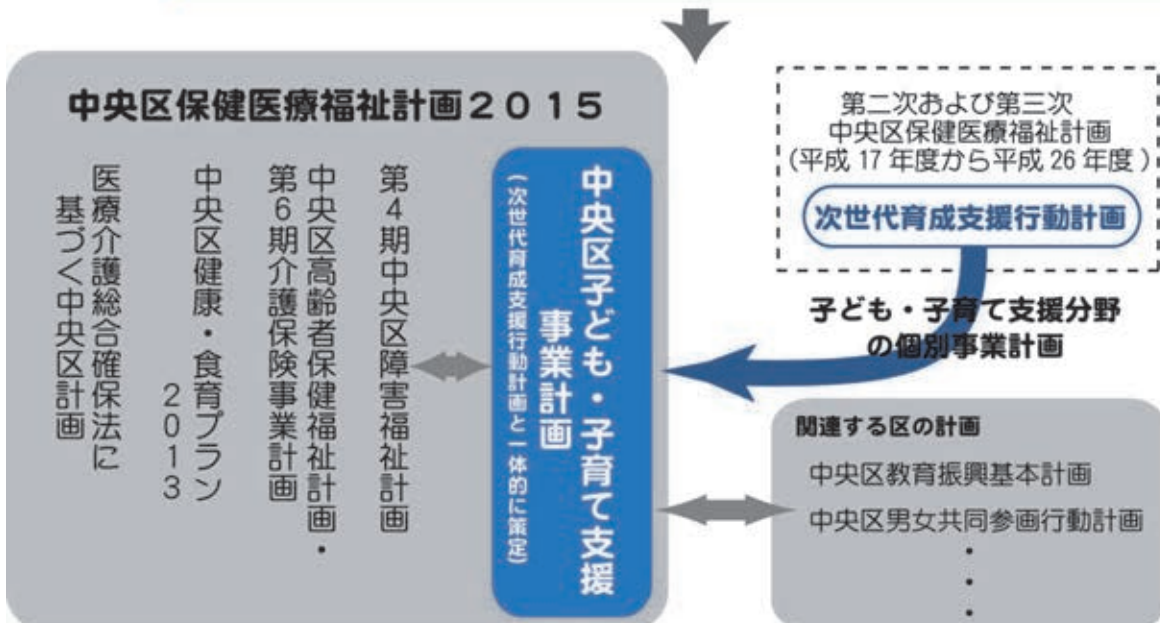 中央区保健医療福祉計画2015
中央区子ども・子育て支援
事業計画
(次世代育成支援行動計画と一体的に策定)
第4期中央区障害福祉計画
中央区高齢者保健福祉計画・
第6期介護保険事業計画
中央区健康・食育プラン
2013
医療介護総合確保法に
基づく中央区計画
第二次および第三次
中央区保健医療福祉計画
(平成17年度から平成26年度)
次世代育成支援行動計画
子ども・子育て支援分野
の個別事業計画
関連する区の計画
中央区教育振興基本計画
中央区男女共同参画行動計画
・
・
・